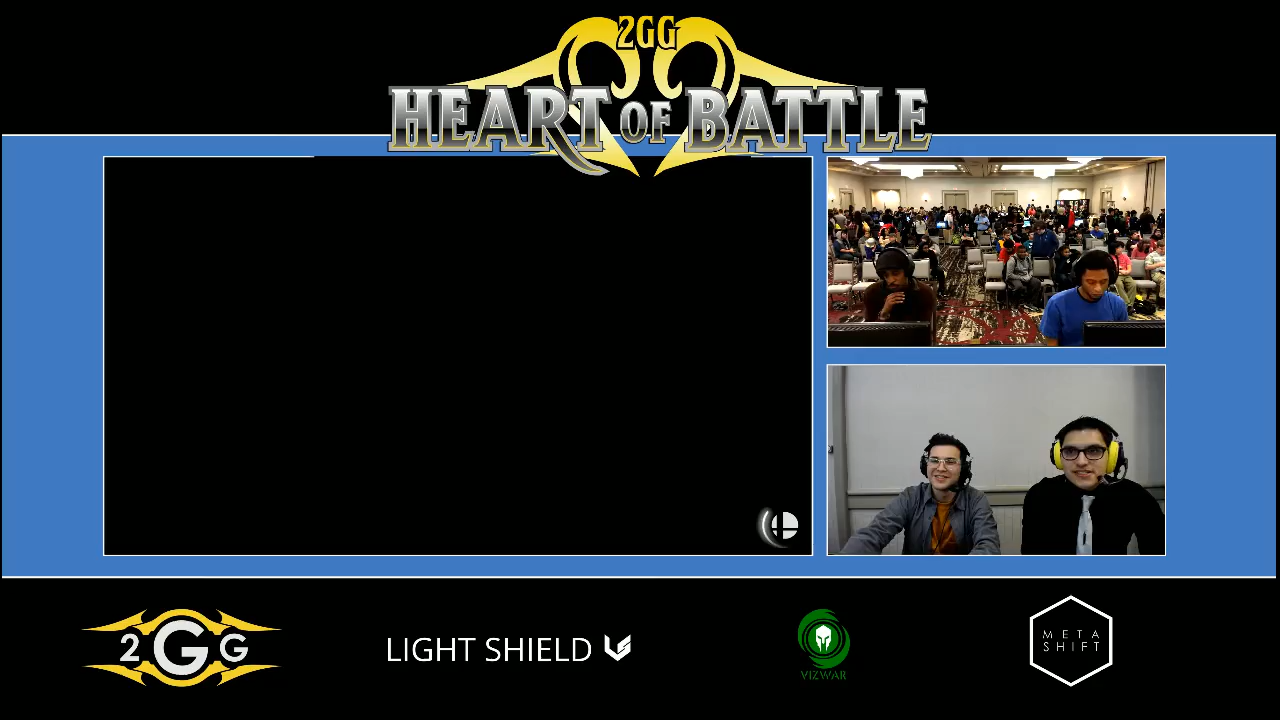 2GG
HEART OF BATTLE
2GG
LIGHT SHIELD
VIZWAR
META
SHIFT